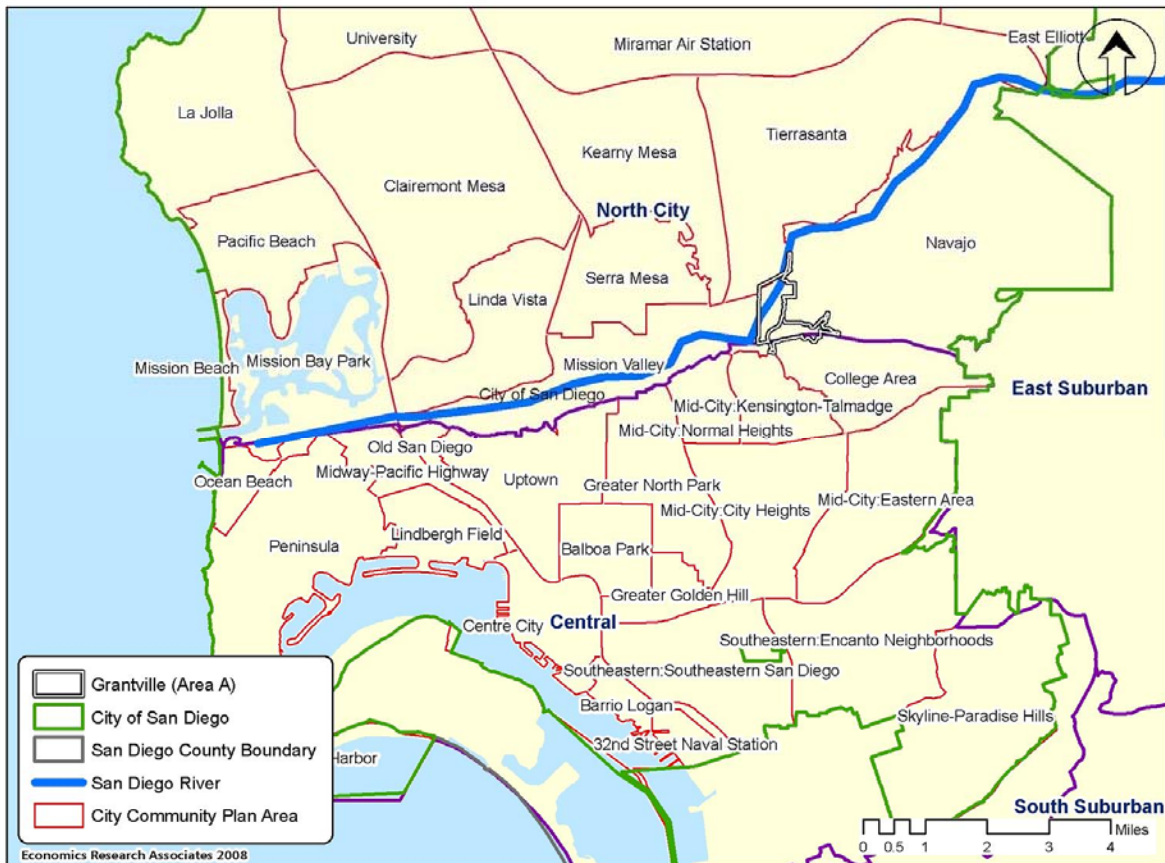 University
Miramar Air Station
East Elliott
La Jolla
Tierrasanta
Kearny Mesa
Clairemont Mesa
North City
Pacific Beach
Navajo
Serra Mesa
Linda Vista
Mission Beach
Mission Bay Park
Mission Valley
College Area
City of San Diego
East Suburban
Mid-City:Kensington-Talmadge
Mid-City:Normal Heights
Old San Diego
Ocean Beach
Midway-Pacific Highway
Uptown
Greater North Park
Mid-City:Eastern Area
Mid-City:City Heights
Lindbergh Field
Peninsula
Balboa Park
Greater Golden Hill
Centre City
Central
Southeastern:Encanto Neighborhoods
Southeastern:Southeastern San Diego
Barrio Logan
Skyline-Paradise Hills
32nd Street Naval Station
Harbor
South Suburban
Grantville (Area A)
City of San Diego
San Diego County Boundary
San Diego River
City Community Plan Area
Miles
0 0.5 1 2 3 4
Economics Research Associates 2008